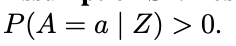 P(A = a | Z) > 0.